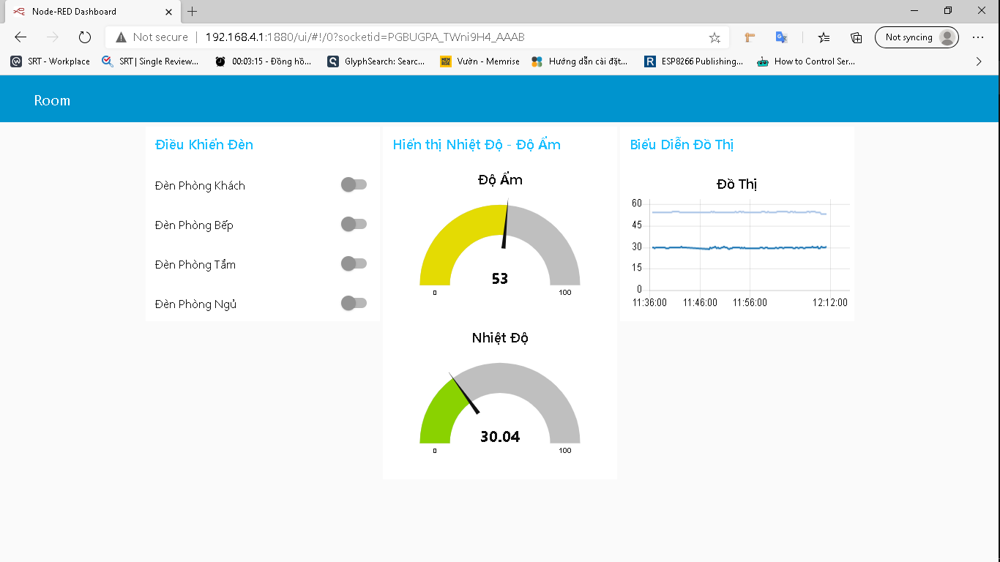 Node-RED Dashboard
Not secure | 192.168.4.1:1880/ui/#!/0?socketid=PGBUGPA_TWni9H4_AAAB
Not syncing
SRT - Workplace
SRT | Single Review...
00:03:15 - Đồng hồ...
GlyphSearch: Searc...
Vườn - Memrise
Hướng dẫn cài đặt...
ESP8266 Publishing...
How to Control Ser...
Room
Điều Khiển Đèn
Đèn Phòng Khách
Đèn Phòng Bếp
Đèn Phòng Tắm
Đèn Phòng Ngủ
Hiển thị Nhiệt Độ - Độ Ẩm
Độ Ẩm
53
0
100
Nhiệt Độ
30.04
0
100
Biểu Diễn Đồ Thị
Đồ Thị
60
45
30
15
0
11:36:00
11:46:00
11:56:00
12:12:00